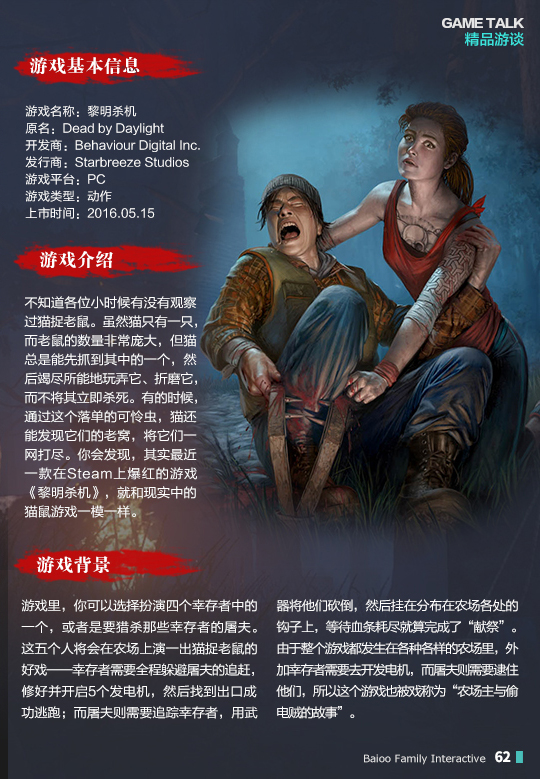 GAME TALK
精品游谈
游戏基本信息
游戏名称：黎明杀机
原名：Dead by Daylight
开发商：Behaviour Digital Inc.
发行商：Starbreeze Studios
游戏平台：PC
游戏类型：动作
上市时间：2016.05.15
游戏介绍
不知道各位小时候有没有观察
过猫捉老鼠。虽然猫只有一只，
而老鼠的数量非常庞大，但猫
总是能先抓到其中的一个，然
后竭尽所能地玩弄它、折磨它，
而不将其立即杀死。有的时候，
通过这个落单的可怜虫，猫还
能发现它们的老窝，将它们一
网打尽。你会发现，其实最近
一款在Steam上爆红的游戏
《黎明杀机》，就和现实中的
猫鼠游戏一模一样。
游戏背景
游戏里，你可以选择扮演四个幸存者中的
一个，或者是要猎杀那些幸存者的屠夫。
这五个人将会在农场上演一出猫捉老鼠的
好戏——幸存者需要全程躲避屠夫的追赶，
修好并开启5个发电机，然后找到出口成
功逃跑；而屠夫则需要追踪幸存者，用武
器将他们砍倒，然后挂在分布在农场各处的
钩子上，等待血条耗尽就算完成了“献祭”。
由于整个游戏都发生在各种各样的农场里，外
加幸存者需要去开发电机，而屠夫则需要逮住
他们，所以这个游戏也被戏称为“农场主与偷
电贼的故事”。
Baioo Family Interactive 62